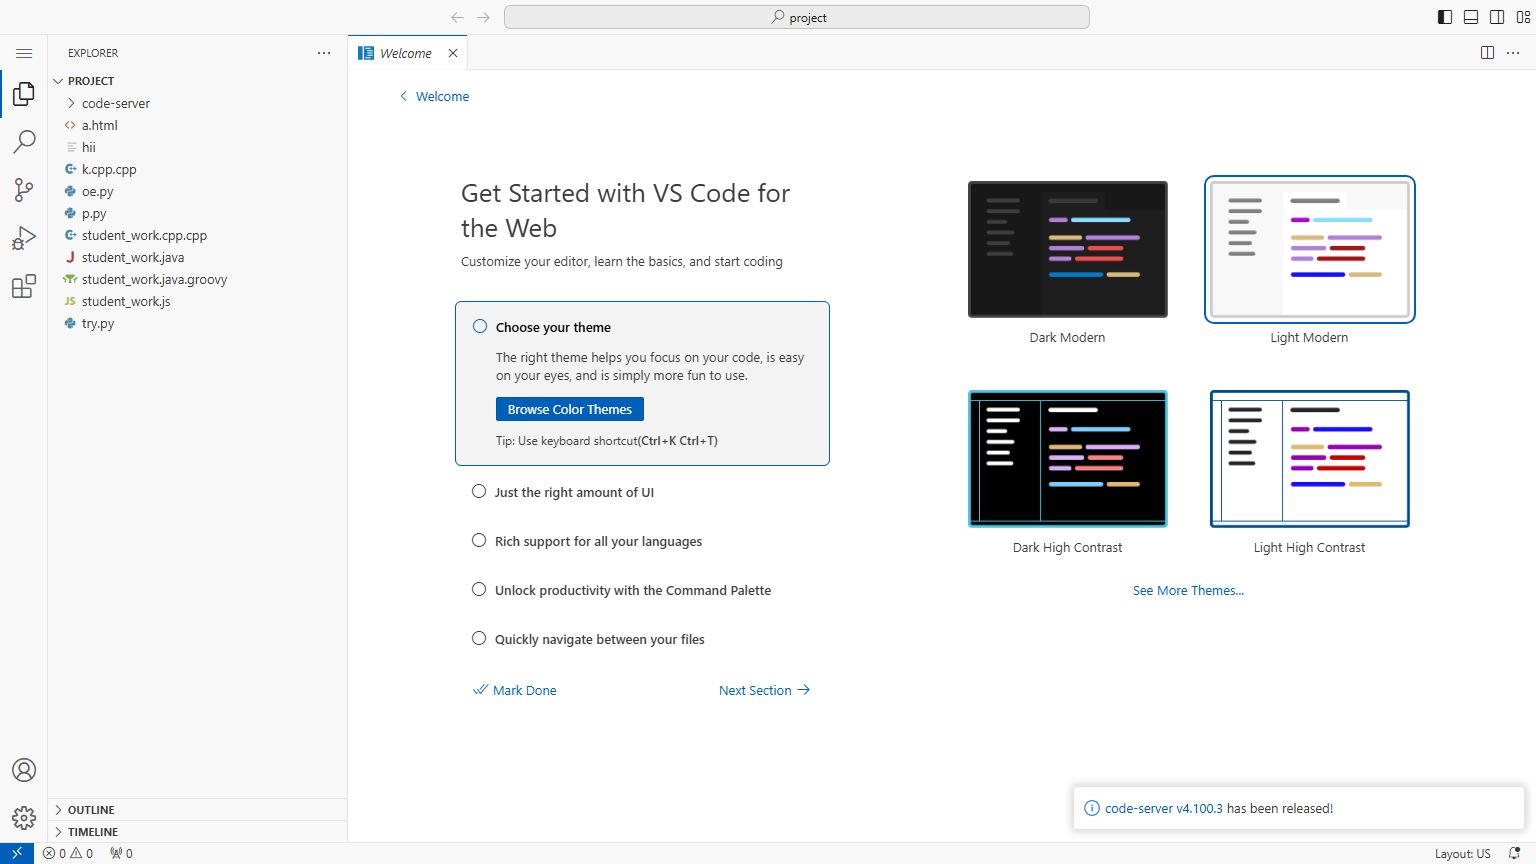 project
EXPLORER
PROJECT
code-server
a.html
hii
k.cpp.cpp
oe.py
p.py
student_work.cpp.cpp
student_work.java
student_work.java.groovy
JS student_work.js
try.py
OUTLINE
TIMELINE
Welcome
Welcome
Get Started with VS Code for
the Web
Customize your editor, learn the basics, and start coding
Choose your theme
The right theme helps you focus on your code, is easy
on your eyes, and is simply more fun to use.
Browse Color Themes
Tip: Use keyboard shortcut(Ctrl+K Ctrl+T)
Just the right amount of UI
Rich support for all your languages
Unlock productivity with the Command Palette
Quickly navigate between your files
Mark Done
Next Section
Dark Modern
Light Modern
Dark High Contrast
Light High Contrast
See More Themes...
code-server v4.100.3 has been released!
0 0 0
Layout: US